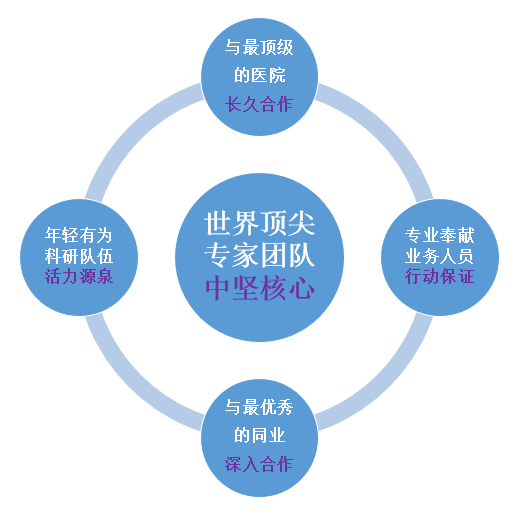 与最顶级
的医院
长久合作
年轻有为
科研队伍
活力源泉
世界顶尖
专家团队
中坚核心
专业奉献
业务人员
行动保证
与最优秀
的同业
深入合作